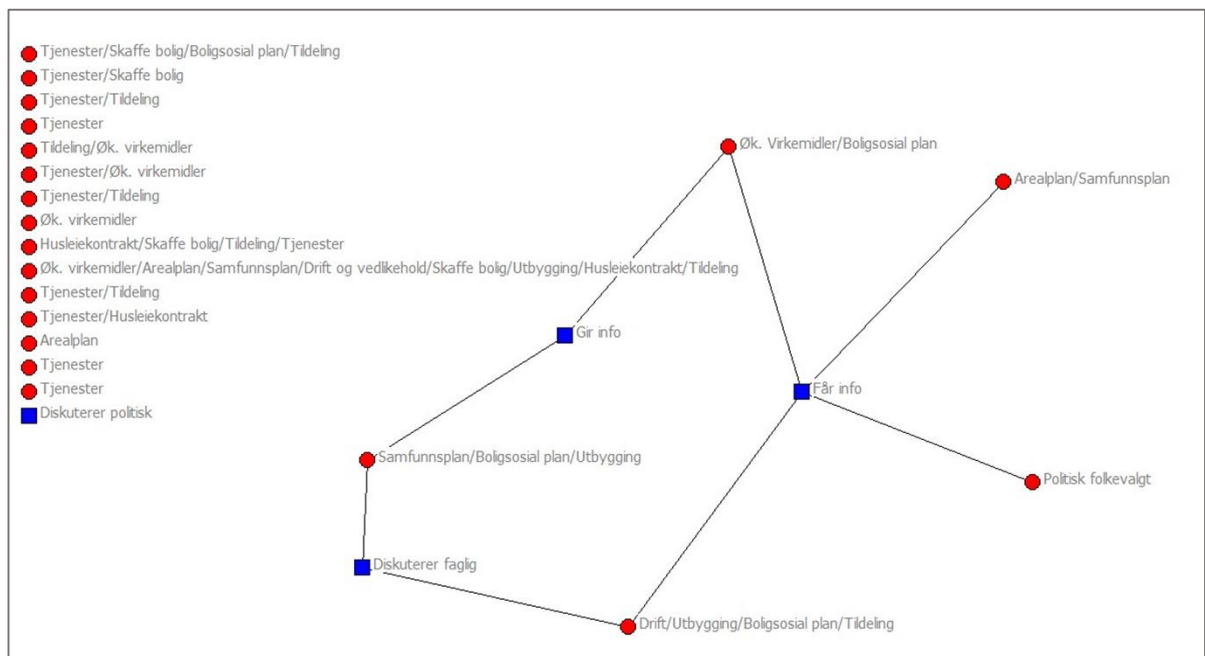 Tjenester/Skaffe bolig/Boligsosial plan/Tildeling
Tjenester/Skaffe bolig
Tjenester/Tildeling
Tjenester
Tildeling/Øk. virkemidler
Tjenester/Øk. virkemidler
Tjenester/Tildeling
Øk. virkemidler
Husleiekontrakt/Skaffe bolig/Tildeling/Tjenester
Øk. virkemidler/Arealplan/Samfunnsplan/Drift og vedlikehold/Skaffe bolig/Utbygging/Husleiekontrakt/Tildeling
Tjenester/Tildeling
Tjenester/Husleiekontrakt
Arealplan
Tjenester
Tjenester
Diskuterer politisk
Øk. Virkemidler/Boligsosial plan
Arealplan/Samfunnsplan
Gir info
Får info
Samfunnsplan/Boligsosial plan/Utbygging
Politisk folkevalgt
Diskuterer faglig
Drift/Utbygging/Boligsosial plan/Tildeling